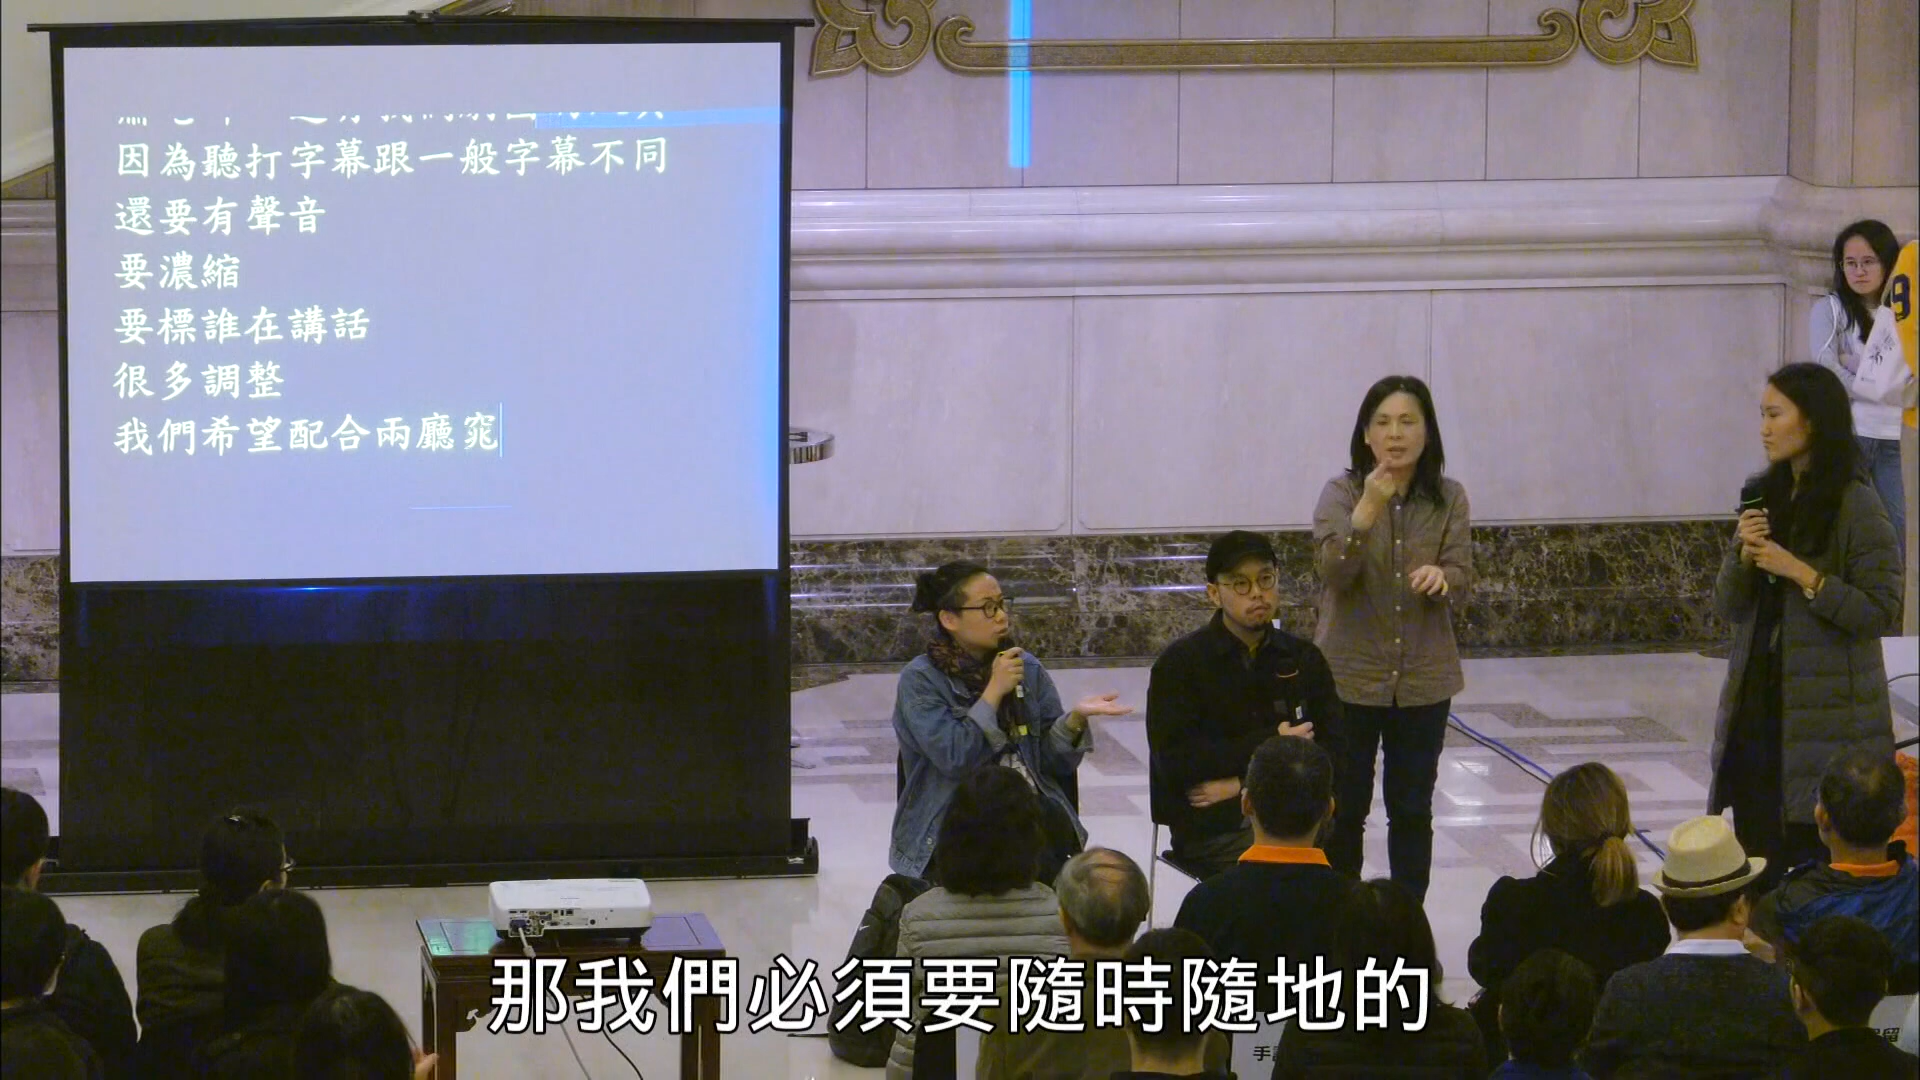 因為聽打字幕跟一般字幕不同
還要有聲音
要濃縮
要標誰在講話
很多調整
我們希望配合兩廳窕
9
那我們必須要隨時隨地的